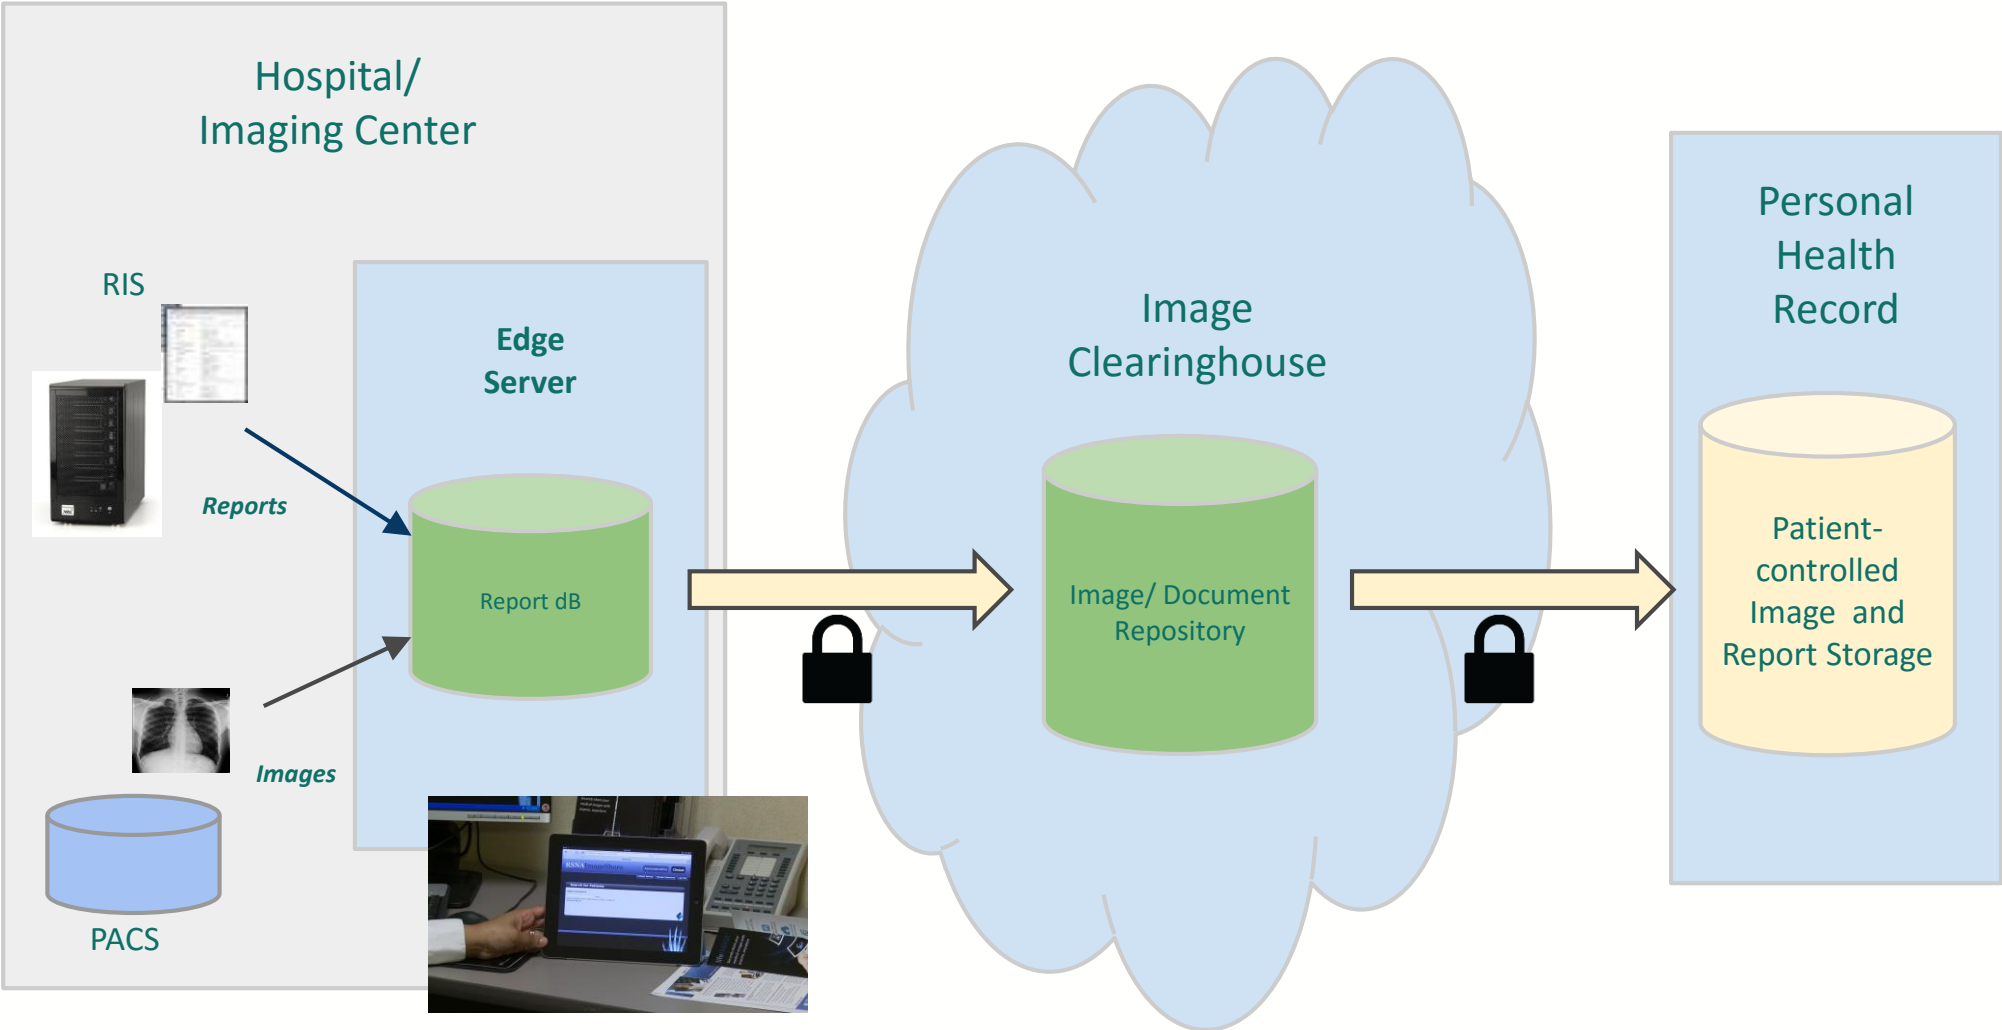 Hospital/
Imaging Center
RIS
Reports
Images
PACS
Edge
Server
Report dB
RSNA
Image
Clearinghouse
Image/ Document
Repository
Personal
Health
Record
Patient-
controlled
Image and
Report Storage